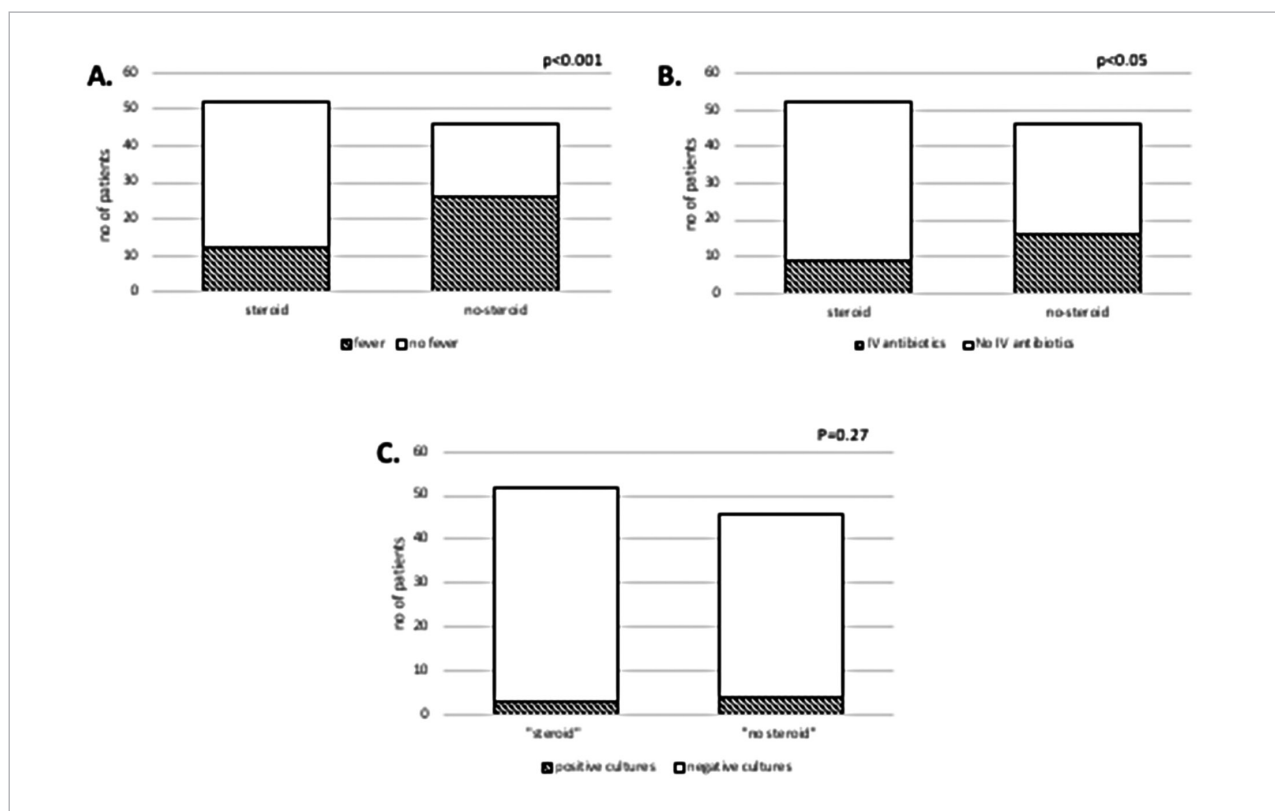 A.
p<0.001
60
50
40
30
20
10
0
no of patients
steroid no-steroid
fever no fever
B.
p<0.05
60
50
40
30
20
10
0
no of patients
steroid no-steroid
IV antibiotics No IV antibiotics
C.
P=0.27
60
50
40
30
20
10
0
no of patients
"steroid" "no steroid"
positive cultures negative cultures